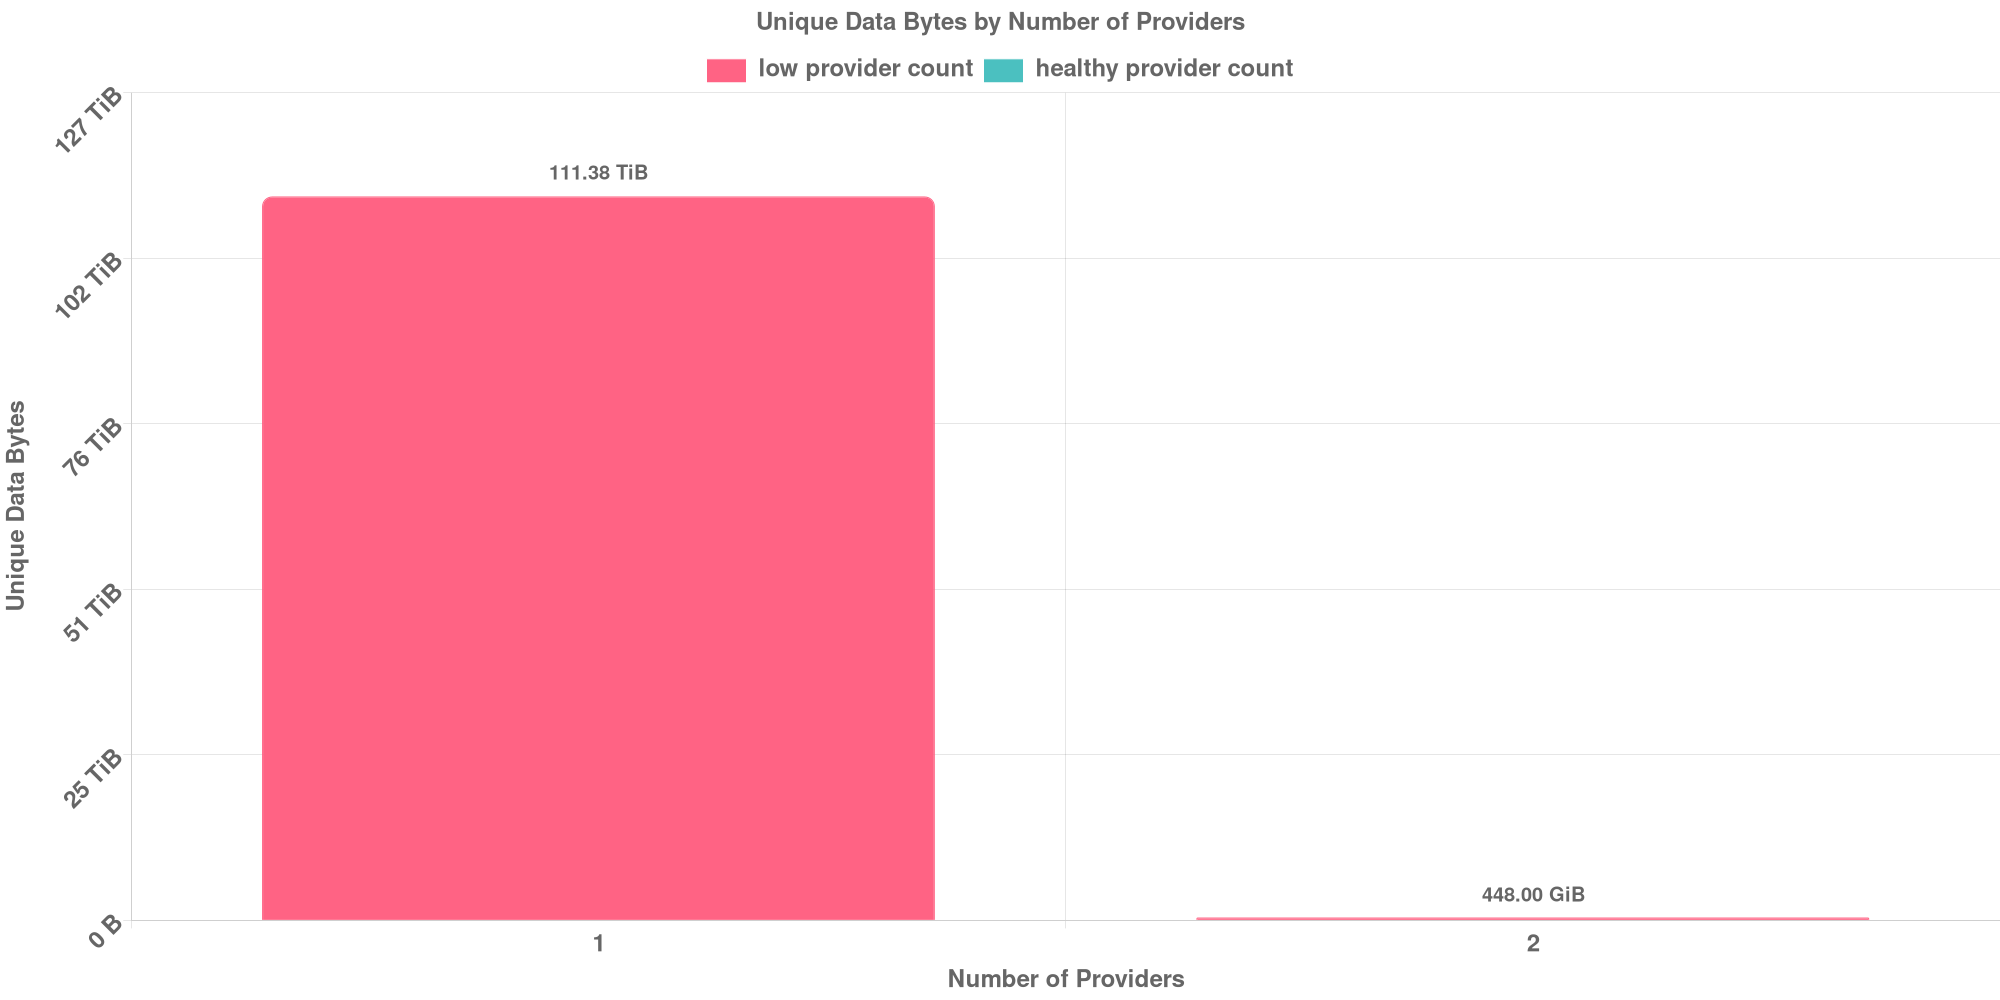 Unique Data Bytes by Number of Providers
low provider count healthy provider count
127 TiB
111.38 TiB
102 TiB
76 TiB
51 TiB
25 TiB
448.00 GiB
0 B
1 2
Number of Providers
Unique Data Bytes